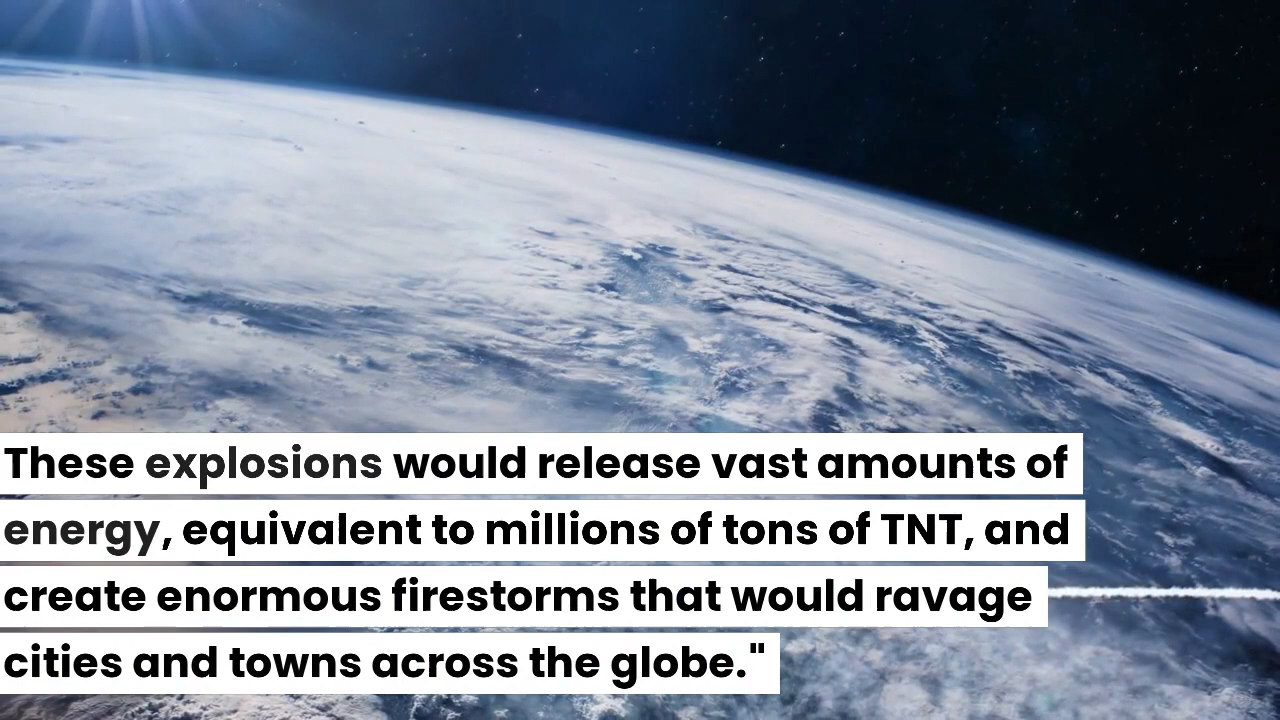 These explosions would release vast amounts of
energy, equivalent to millions of tons of TNT, and
create enormous firestorms that would ravage
cities and towns across the globe."